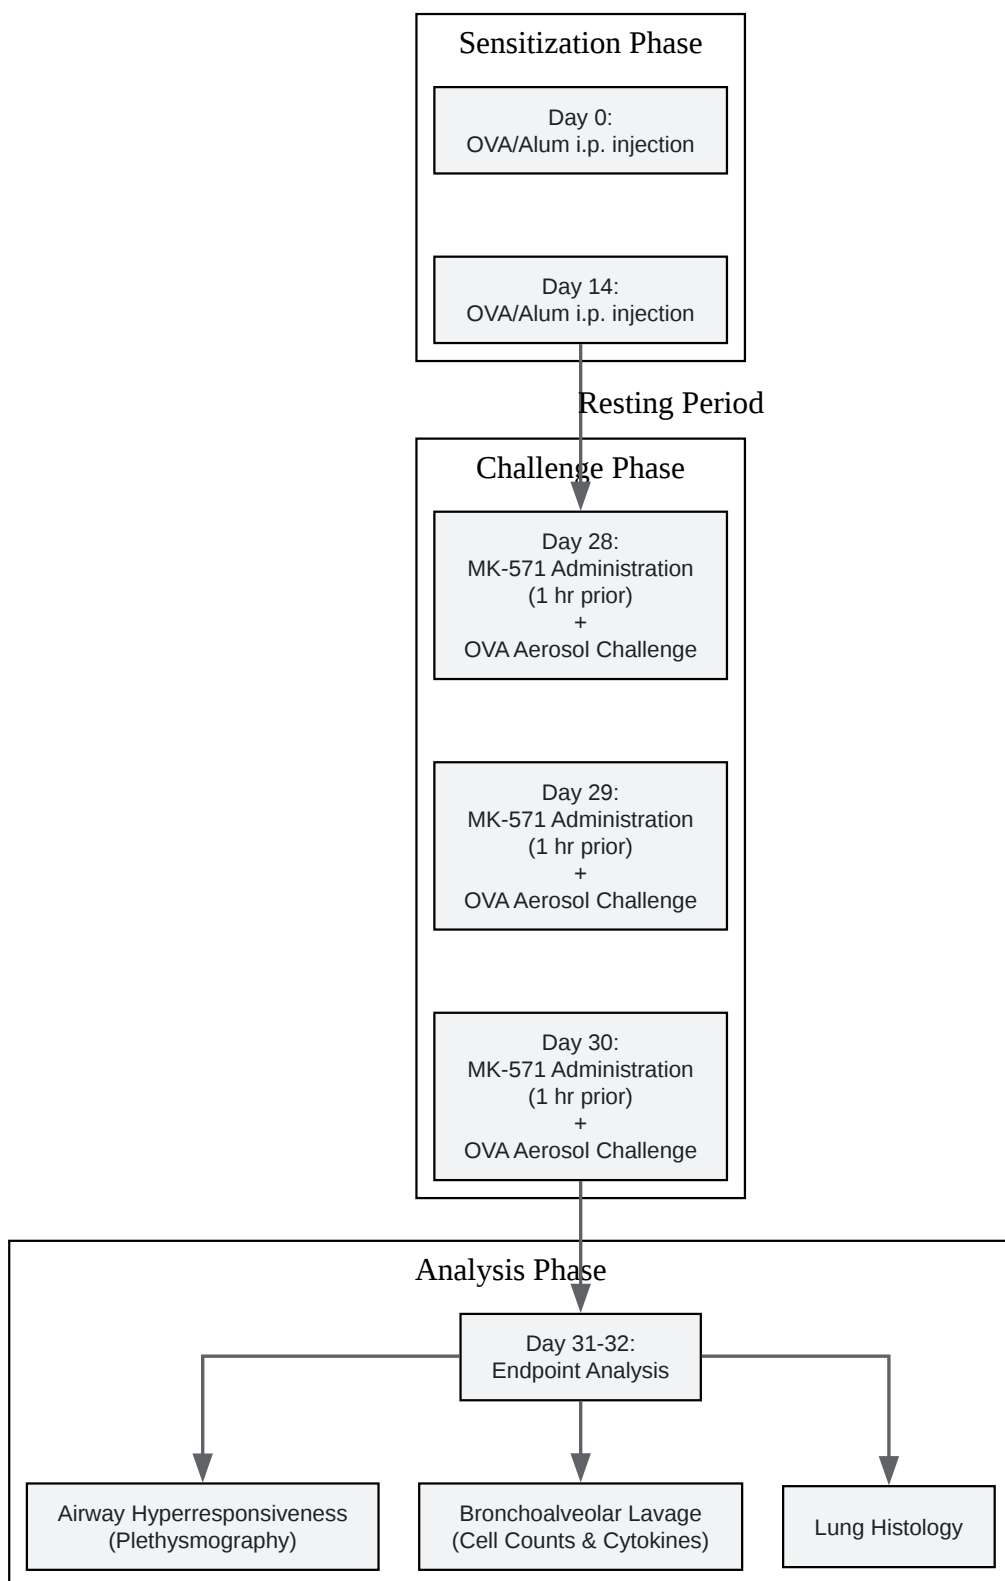 Sensitization Phase
Day 0:
OVA/Alum i.p. injection
Day 14:
OVA/Alum i.p. injection
Resting Period
Challenge Phase
Day 28:
MK-571 Administration
(1 hr prior)
+
OVA Aerosol Challenge
Day 29:
MK-571 Administration
(1 hr prior)
+
OVA Aerosol Challenge
Day 30:
MK-571 Administration
(1 hr prior)
+
OVA Aerosol Challenge
Analysis Phase
Day 31-32:
Endpoint Analysis
Airway Hyperresponsiveness
(Plethysmography)
Bronchoalveolar Lavage
(Cell Counts & Cytokines)
Lung Histology